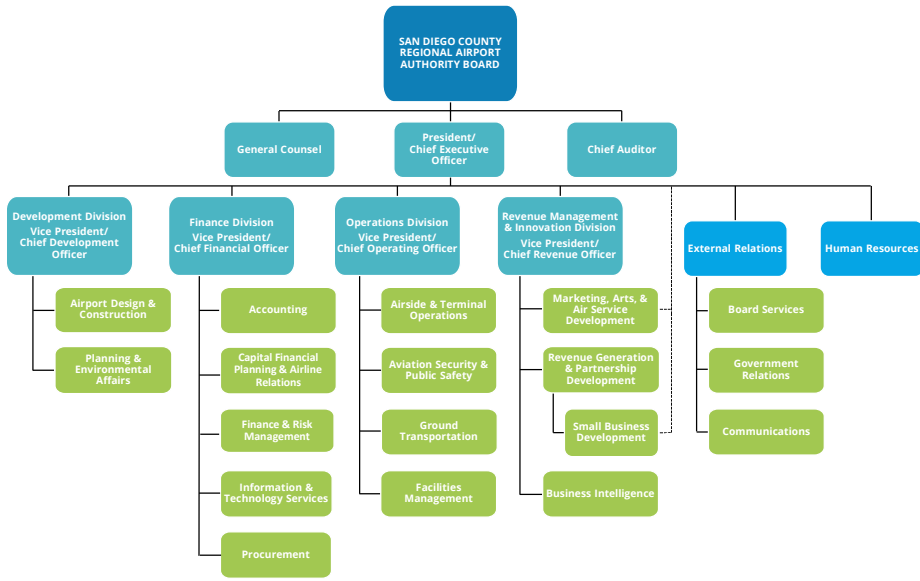 SAN DIEGO COUNTY
REGIONAL AIRPORT
AUTHORITY BOARD
General Counsel
President/
Chief Executive
Officer
Chief Auditor
Development Division
Vice President/
Chief Development
Officer
Finance Division
Vice President/
Chief Financial Officer
Operations Division
Vice President/
Chief Operating Officer
Revenue Management
& Innovation Division
Vice President/
Chief Revenue Officer
External Relations
Human Resources
Airport Design &
Construction
Planning &
Environmental
Affairs
Accounting
Capital Financial
Planning & Airline
Relations
Finance & Risk
Management
Information &
Technology Services
Procurement
Airside & Terminal
Operations
Aviation Security &
Public Safety
Ground
Transportation
Facilities
Management
Marketing, Arts, &
Air Service
Development
Revenue Generation
& Partnership
Development
Small Business
Development
Business Intelligence
Board Services
Government
Relations
Communications